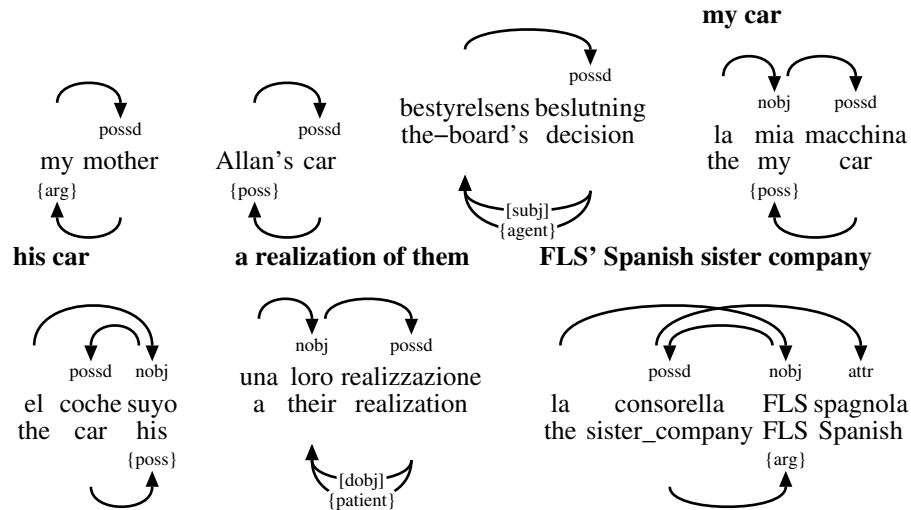 my car
possd
my mother
{arg}
possd
Allan's car
{poss}
possd
bestyrelsens beslutning
the−board's decision
[subj]
{agent}
nobj possd
la mia macchina
the my car
{poss}
his car
possd nobj
el coche suyo
the car his
{poss}
a realization of them
nobj possd
una loro realizzazione
a their realization
[dobj]
{patient}
FLS' Spanish sister company
possd nobj attr
la consorella FLS spagnola
the sister_company FLS Spanish
{arg}